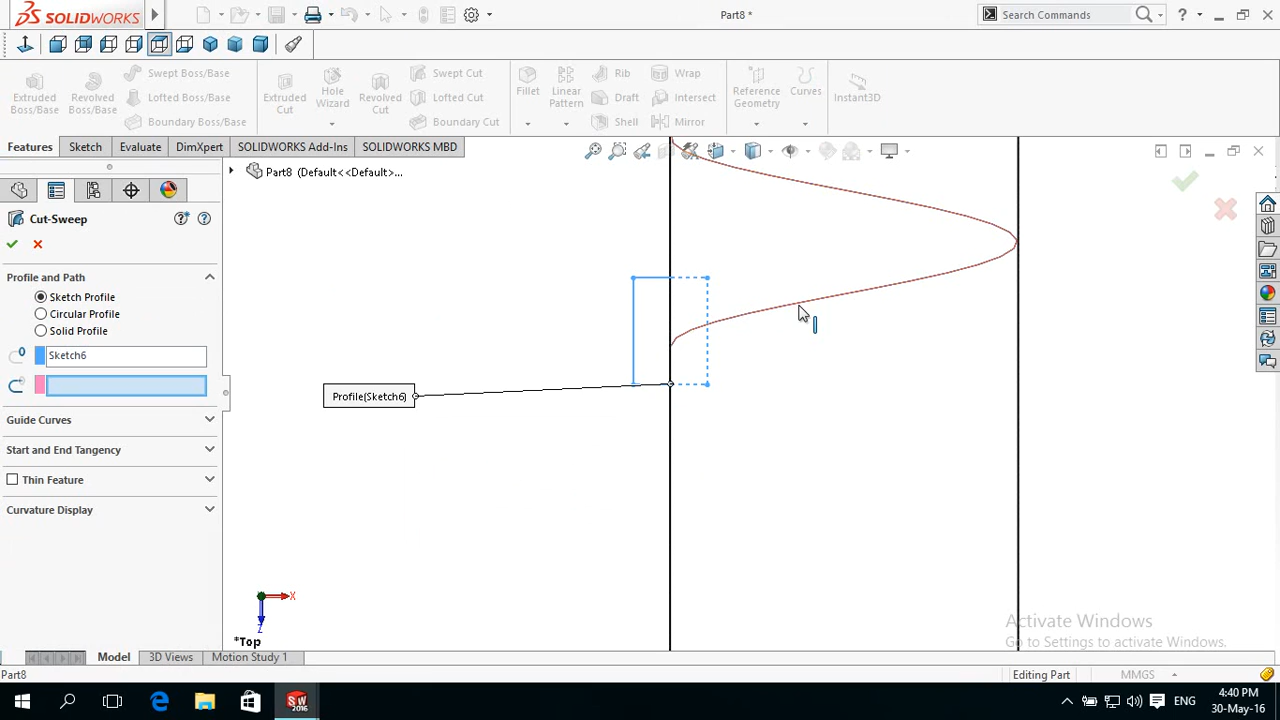 SOLIDWORKS
Part8 *
Search Commands
Extruded Boss/Base
Revolved Boss/Base
Swept Boss/Base
Lofted Boss/Base
Boundary Boss/Base
Extruded Cut
Hole Wizard
Revolved Cut
Swept Cut
Lofted Cut
Boundary Cut
Fillet
Linear Pattern
Rib
Draft
Shell
Wrap
Intersect
Mirror
Reference Geometry
Curves
Instant3D
Features
Sketch
Evaluate
DimXpert
SOLIDWORKS Add-Ins
SOLIDWORKS MBD
Part8 (Default< <Default>...
Cut-Sweep
Profile and Path
Sketch Profile
Circular Profile
Solid Profile
Sketch6
Guide Curves
Start and End Tangency
Thin Feature
Curvature Display
Profile(Sketch6)
X
Z
*Top
Activate Windows
Go to Settings to activate Windows.
Model
3D Views
Motion Study 1
Part8
Editing Part
MMGS
SW
2016
ENG
4:40 PM
30-May-16